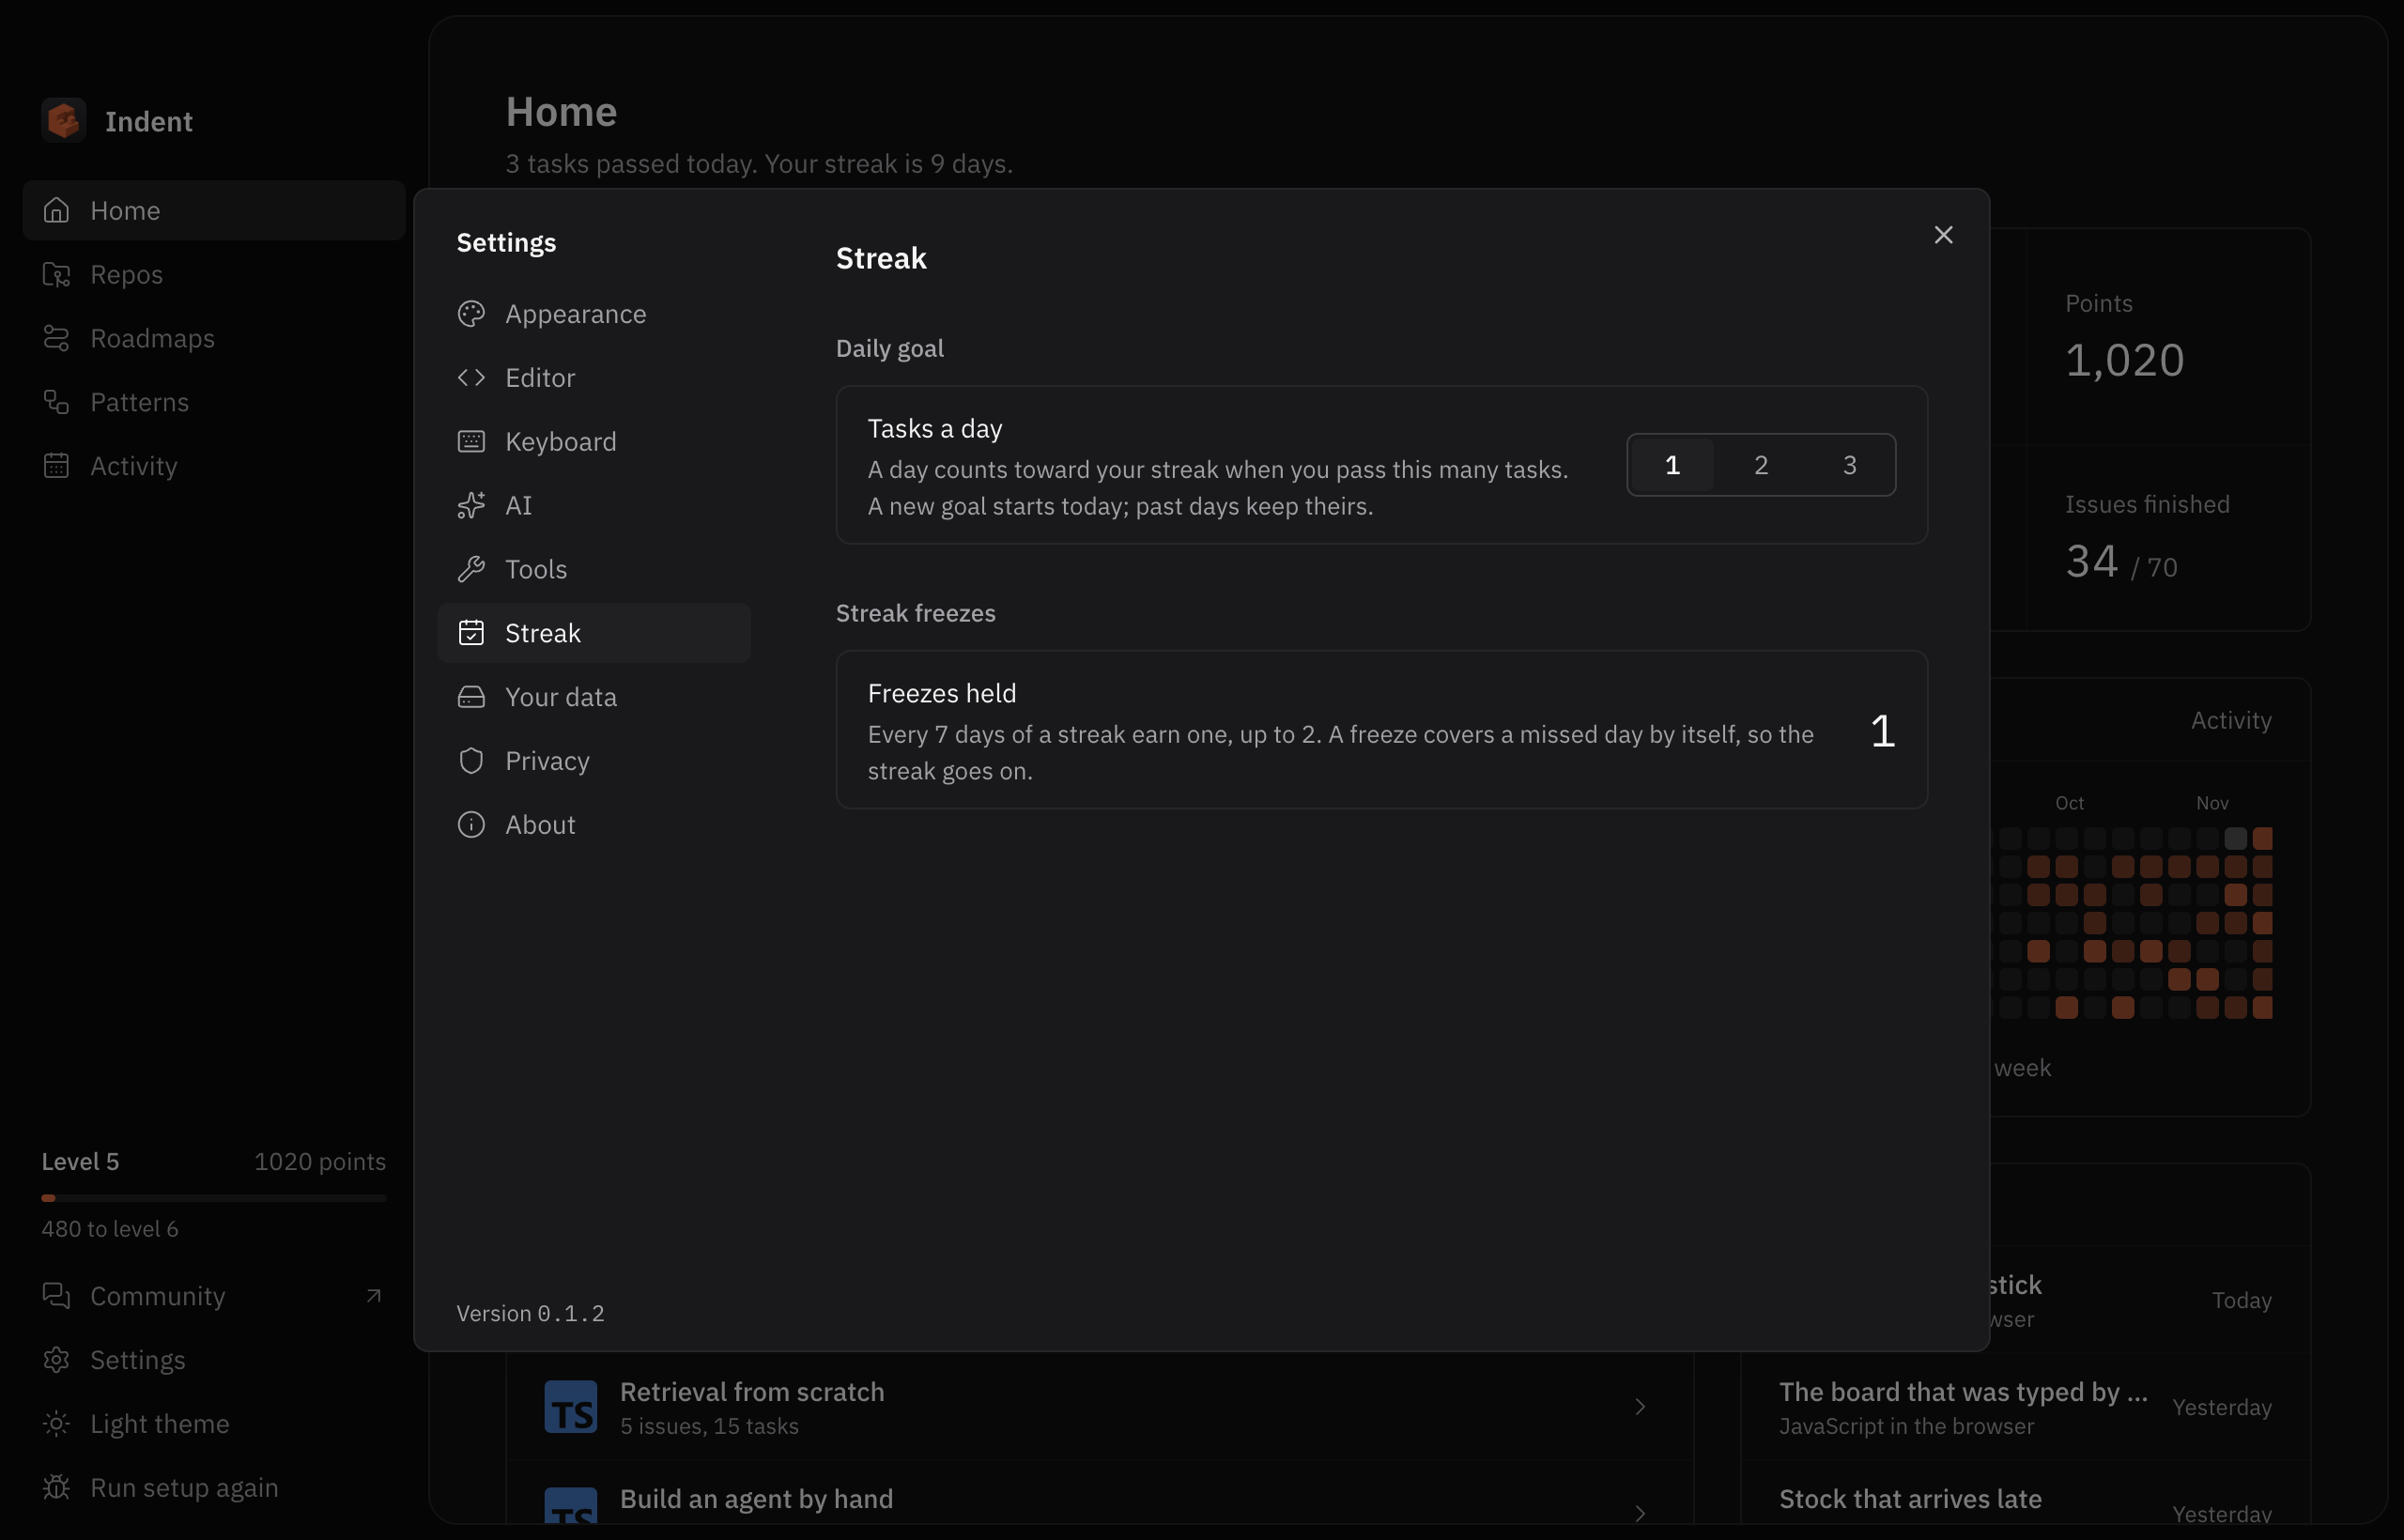 Indent
Home
Repos
Roadmaps
Patterns
Activity
Level 5
1020 points
480 to level 6
Community
Settings
Light theme
Run setup again
Home
3 tasks passed today. Your streak is 9 days.
Settings
Appearance
Editor
Keyboard
AI
Tools
Streak
Your data
Privacy
About
Version 0.1.2
Streak
Daily goal
Tasks a day
A day counts toward your streak when you pass this many tasks.
A new goal starts today; past days keep theirs.
1 2 3
Streak freezes
Freezes held
Every 7 days of a streak earn one, up to 2. A freeze covers a missed day by itself, so the
streak goes on.
1
Points
1,020
Issues finished
34 / 70
Activity
Oct Nov
week
stick
Today
TS
Retrieval from scratch
5 issues, 15 tasks
TS
Build an agent by hand
The board that was typed by ...
JavaScript in the browser
Yesterday
Stock that arrives late
Yesterday